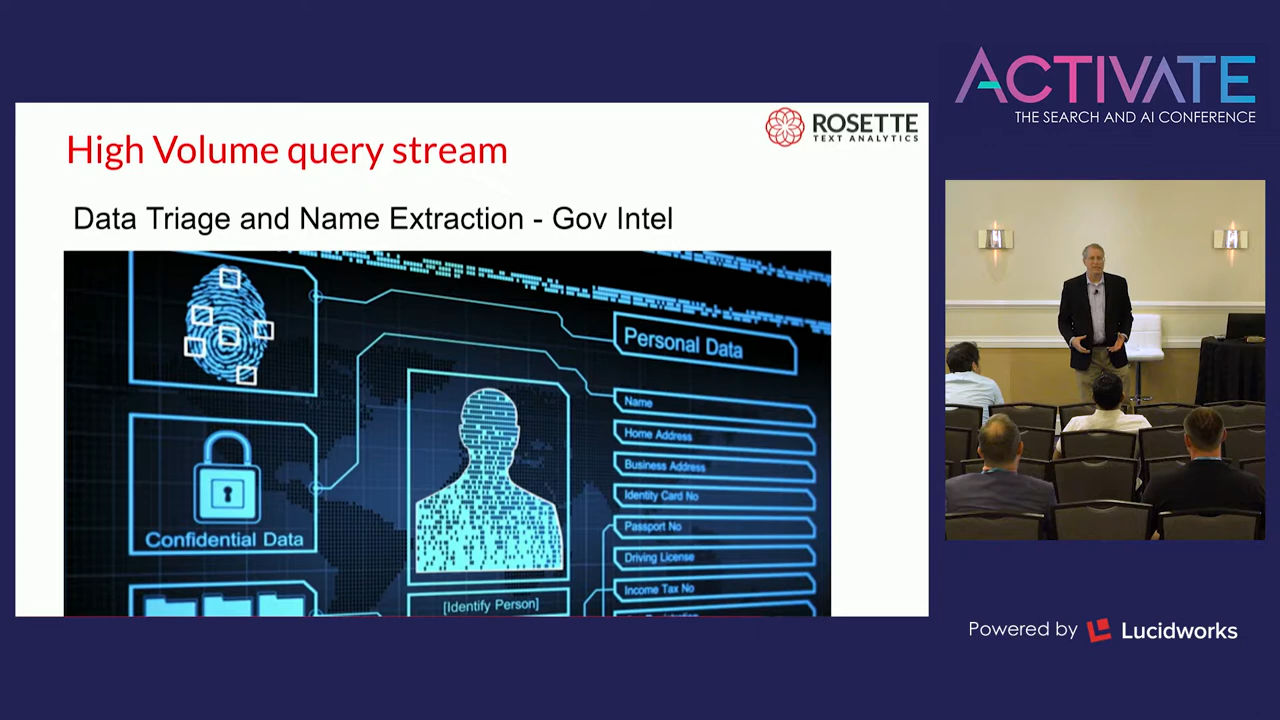 High Volume query stream
ROSETTE
TEXT ANALYTICS
Data Triage and Name Extraction - Gov Intel
Personal Data
Name
Home Address
Business Address
Identity Card No
Passport No
Driving License
Income Tax No
Confidential Data
[Identify Person]
ACTIVATE
THE SEARCH AND AI CONFERENCE
Powered by Lucidworks